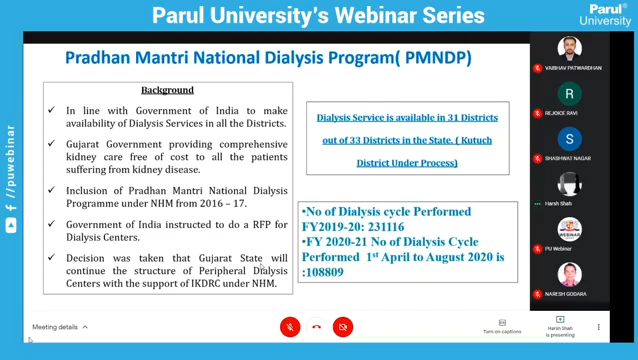 Parul University's Webinar Series
Parul®
University
Pradhan Mantri National Dialysis Program( PMNDP)
Background
✓ In line with Government of India to make
availability of Dialysis Services in all the Districts.
✓ Gujarat Government providing comprehensive
kidney care free of cost to all the patients
suffering from kidney disease.
✓ Inclusion of Pradhan Mantri National Dialysis
Programme under NHM from 2016 – 17.
✓ Government of India instructed to do a RFP for
Dialysis Centers.
✓ Decision was taken that Gujarat State will
continue the structure of Peripheral Dialysis
Centers with the support of IKDRC under NHM.
Dialysis Service is available in 31 Districts
out of 33 Districts in the State. ( Kutuch
District Under Process)
•No of Dialysis cycle Performed
FY2019-20: 231116
•FY 2020-21 No of Dialysis Cycle
Performed 1st April to August 2020 is
:108809
VAIBHAV PATWARDHAN
R
REJOICE RAVI
S
SHASHWAT NAGAR
Harsh Shah
WEBINAR
PU Webinar
NARESH GODARA
/puwebinar
Meeting details
Turn on captions
Harsh Shah
is presenting